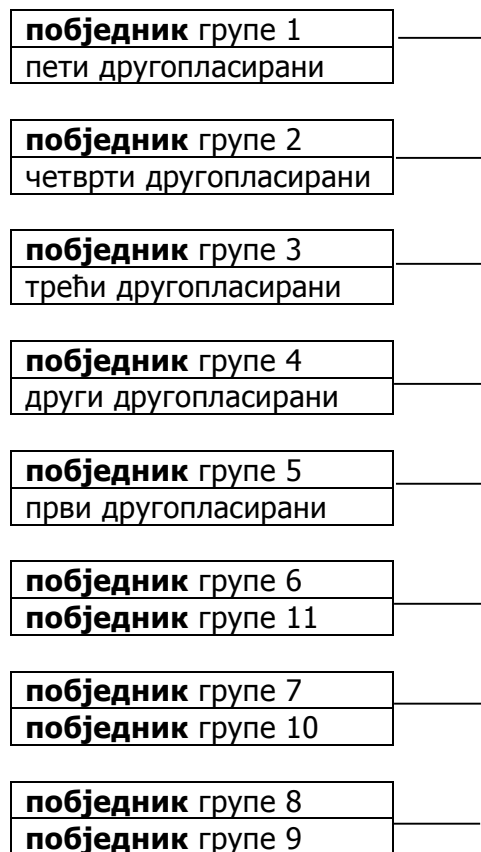 побједник групе 1
пети другопласирани
побједник групе 2
четврти другопласирани
побједник групе 3
трећи другопласирани
побједник групе 4
други другопласирани
побједник групе 5
први другопласирани
побједник групе 6
побједник групе 11
побједник групе 7
побједник групе 10
побједник групе 8
побједник групе 9